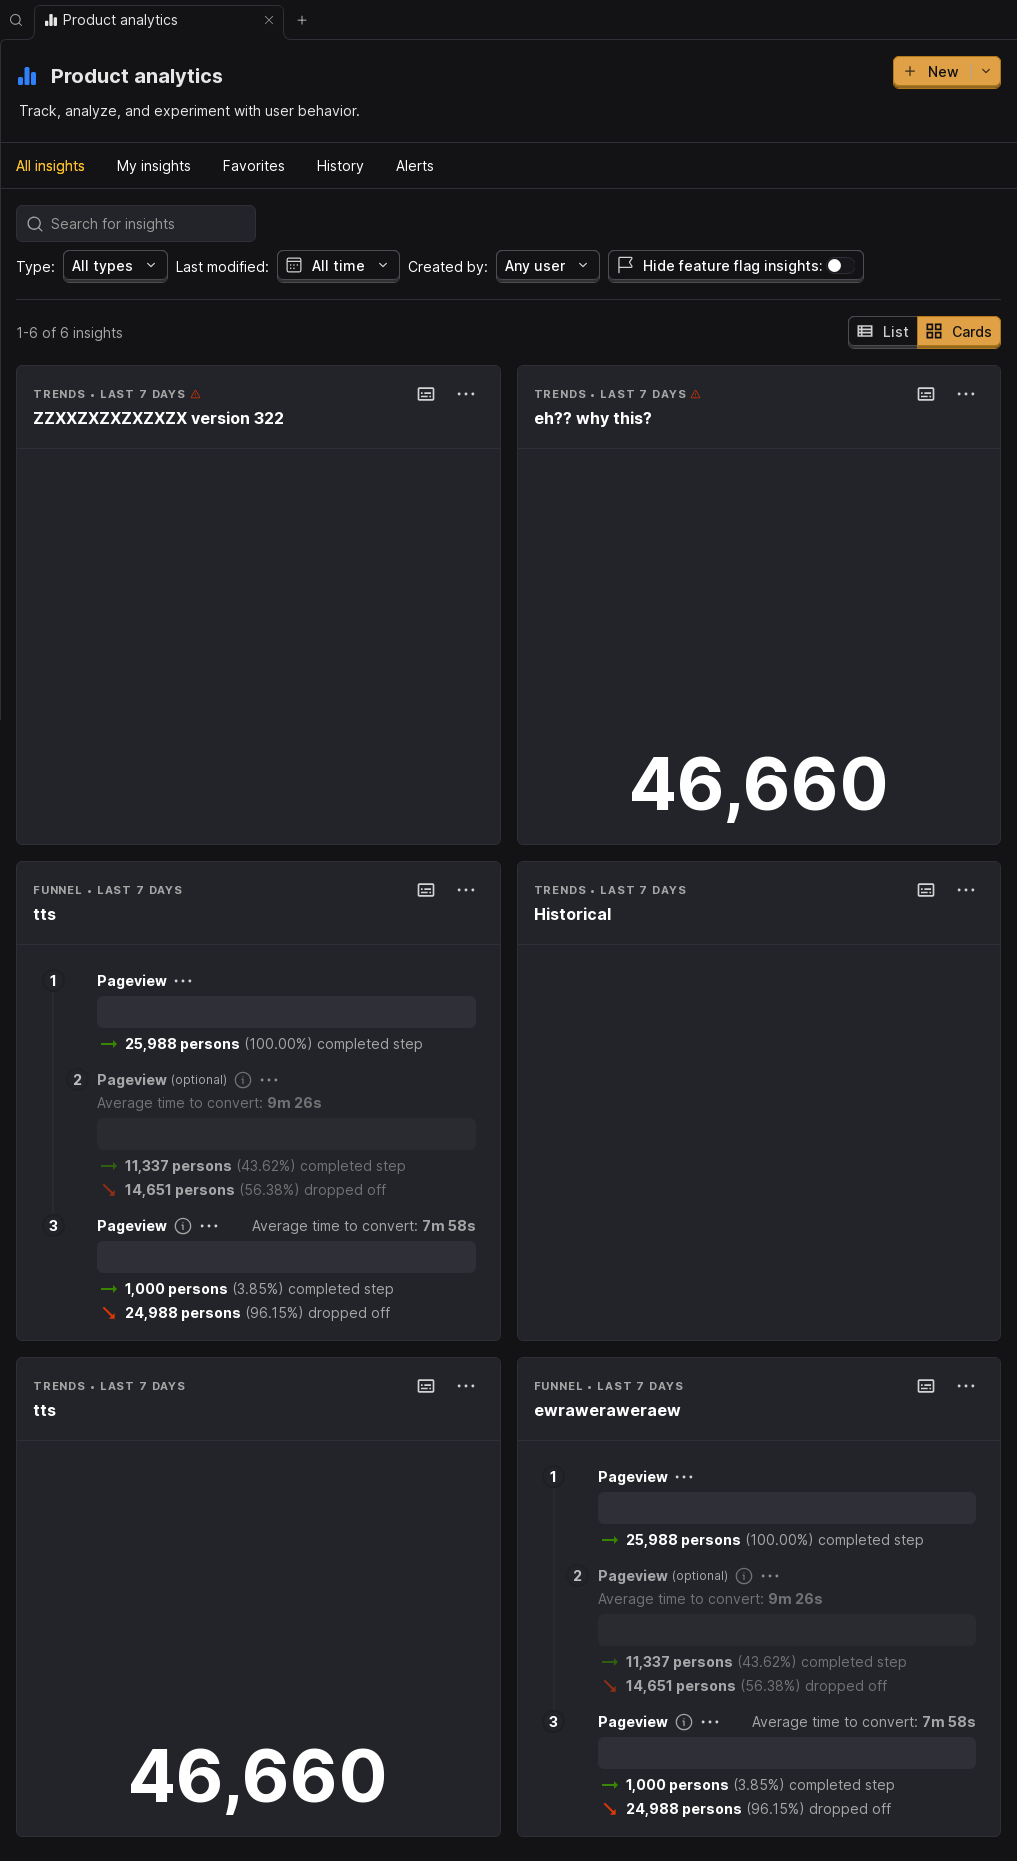 Product analytics
Product analytics
New
Track, analyze, and experiment with user behavior.
All insights My insights Favorites History Alerts
Search for insights
Type: All types Last modified: All time Created by: Any user Hide feature flag insights:
1-6 of 6 insights List Cards
TRENDS • LAST 7 DAYS
ZZXXZXZXZXZXZX version 322
TRENDS • LAST 7 DAYS
eh?? why this?
46,660
FUNNEL • LAST 7 DAYS
tts
1 Pageview
25,988 persons (100.00%) completed step
2 Pageview (optional)
Average time to convert: 9m 26s
11,337 persons (43.62%) completed step
14,651 persons (56.38%) dropped off
3 Pageview Average time to convert: 7m 58s
1,000 persons (3.85%) completed step
24,988 persons (96.15%) dropped off
TRENDS • LAST 7 DAYS
Historical
TRENDS • LAST 7 DAYS
tts
46,660
FUNNEL • LAST 7 DAYS
ewraweraweraew
1 Pageview
25,988 persons (100.00%) completed step
2 Pageview (optional)
Average time to convert: 9m 26s
11,337 persons (43.62%) completed step
14,651 persons (56.38%) dropped off
3 Pageview Average time to convert: 7m 58s
1,000 persons (3.85%) completed step
24,988 persons (96.15%) dropped off